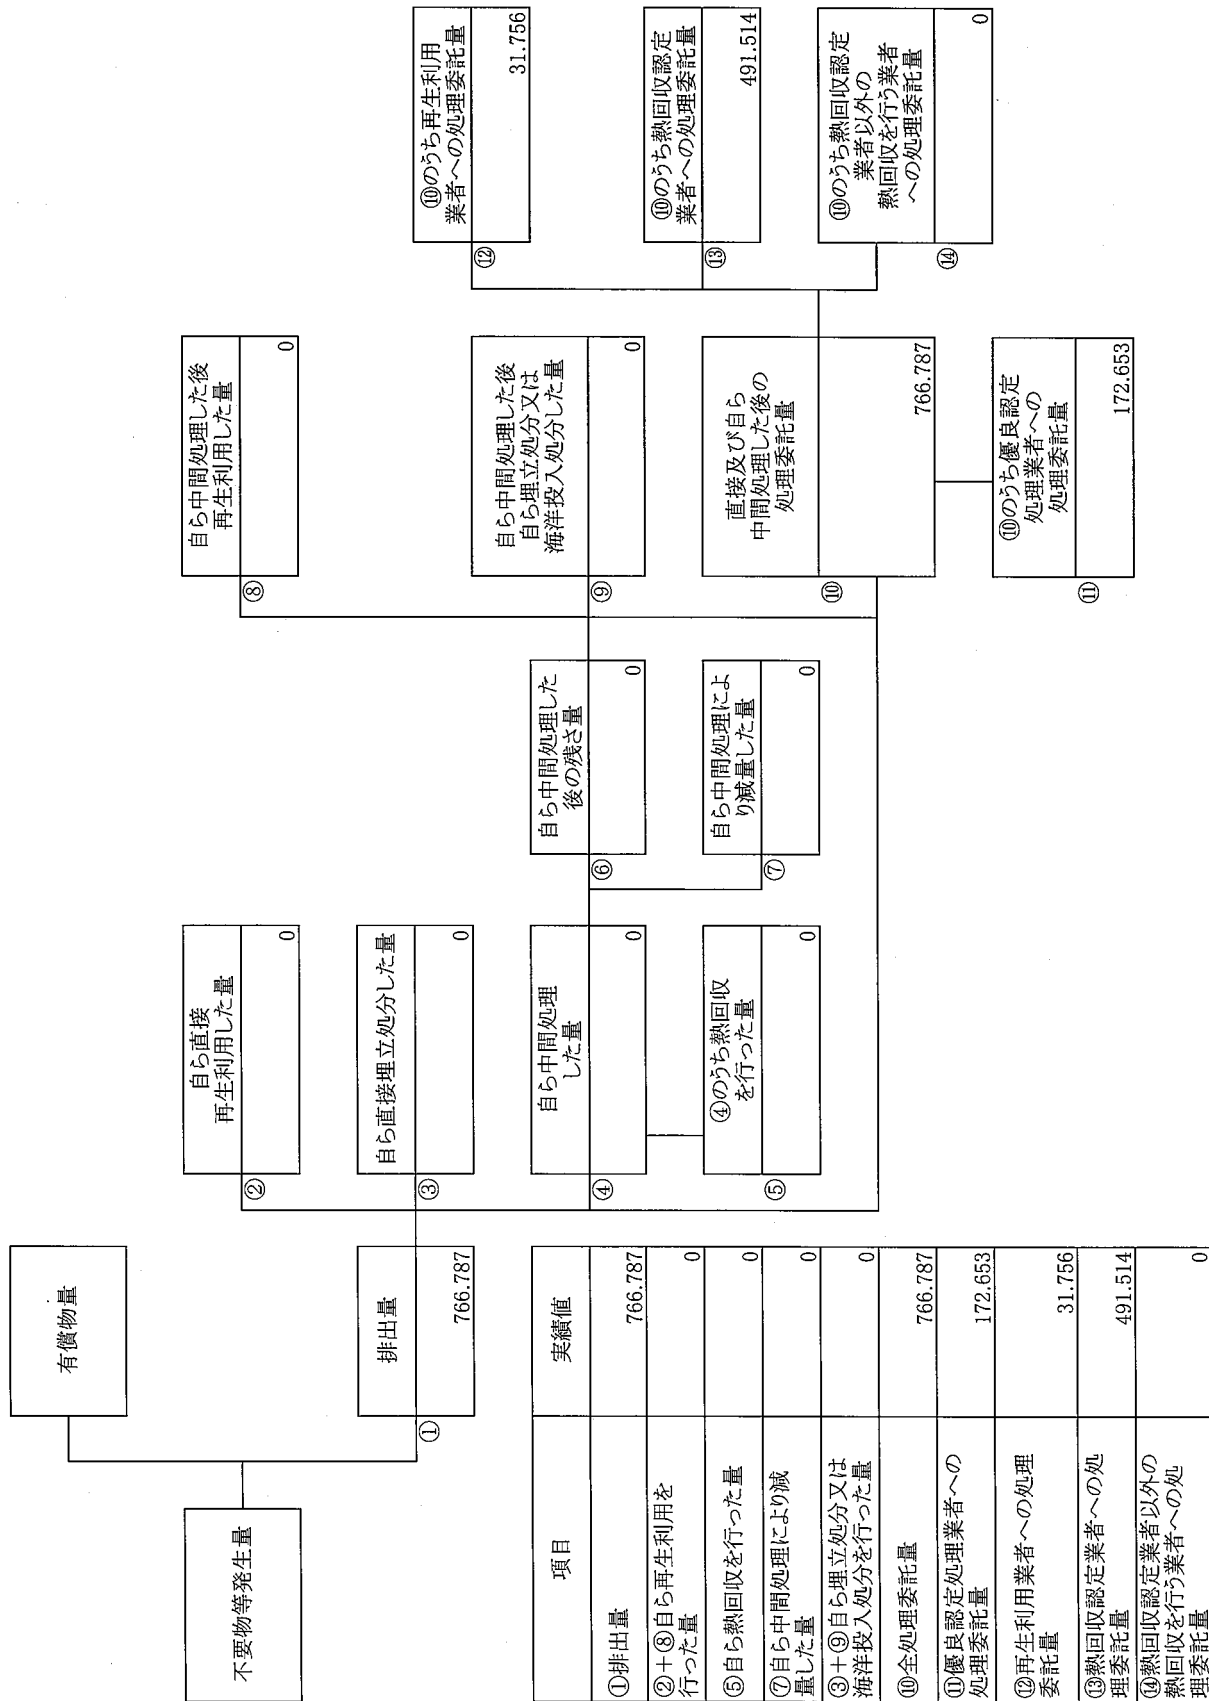 不要物等発生量
有償物量
排出量
①
766.787
自ら直接
再生利用した量
②
0
自ら直接埋立処分した量
③
0
自ら中間処理
した量
④
0
④のうち熱回収
を行った量
⑤
0
自ら中間処理した
後の残さ量
⑥
0
自ら中間処理によ
り減量した量
⑦
0
自ら中間処理した後
再生利用した量
⑧
0
自ら中間処理した後
自ら埋立処分又は
海洋投入処分した量
⑨
0
直接及び自ら
中間処理した後の
処理委託量
⑩
766.787
⑩のうち優良認定
処理業者への
処理委託量
⑪
172.653
⑩のうち再生利用
業者への処理委託量
⑫
31.756
⑩のうち熱回収認定
業者への処理委託量
⑬
491.514
⑩のうち熱回収認定
業者以外の
熱回収を行う業者
への処理委託量
⑭
0
項目
実績値
①排出量
766.787
②+⑧自ら再生利用を
行った量
0
⑤自ら熱回収を行った量
0
⑦自ら中間処理により減
量した量
0
③+⑨自ら埋立処分又は
海洋投入処分を行った量
0
⑩全処理委託量
766.787
⑪優良認定処理業者への
処理委託量
172.653
⑫再生利用業者への処理
委託量
31.756
⑬熱回収認定業者への処
理委託量
491.514
⑭熱回収認定業者以外の
熱回収を行う業者への処
理委託量
0